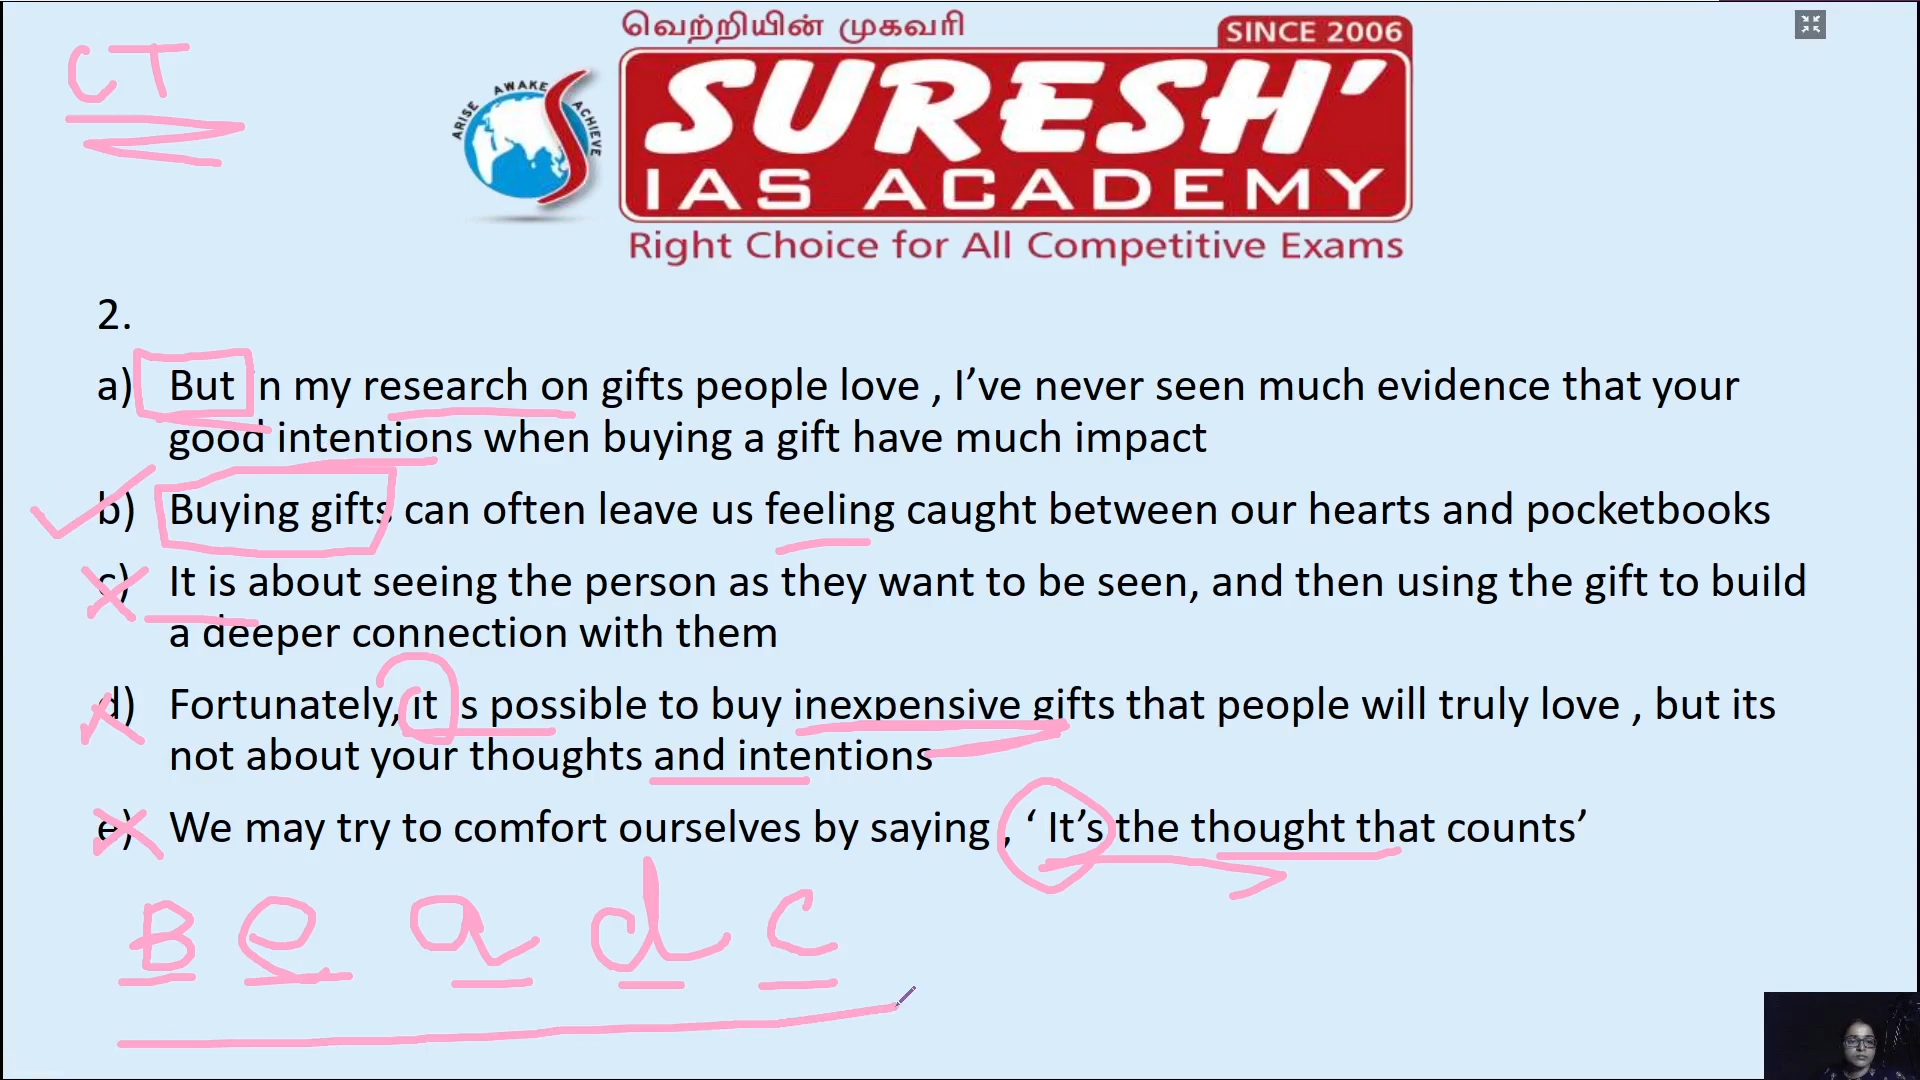 CT
வெற்றியின் முகவரி
SINCE 2006
ARISE AWAKE ACHIEVE
SURESH'
IAS ACADEMY
Right Choice for All Competitive Exams
2.
a) But in my research on gifts people love , I’ve never seen much evidence that your
good intentions when buying a gift have much impact
b) Buying gifts can often leave us feeling caught between our hearts and pocketbooks
c) It is about seeing the person as they want to be seen, and then using the gift to build
a deeper connection with them
d) Fortunately, it is possible to buy inexpensive gifts that people will truly love , but its
not about your thoughts and intentions
e) We may try to comfort ourselves by saying , ‘ It’s the thought that counts’
B e a d c